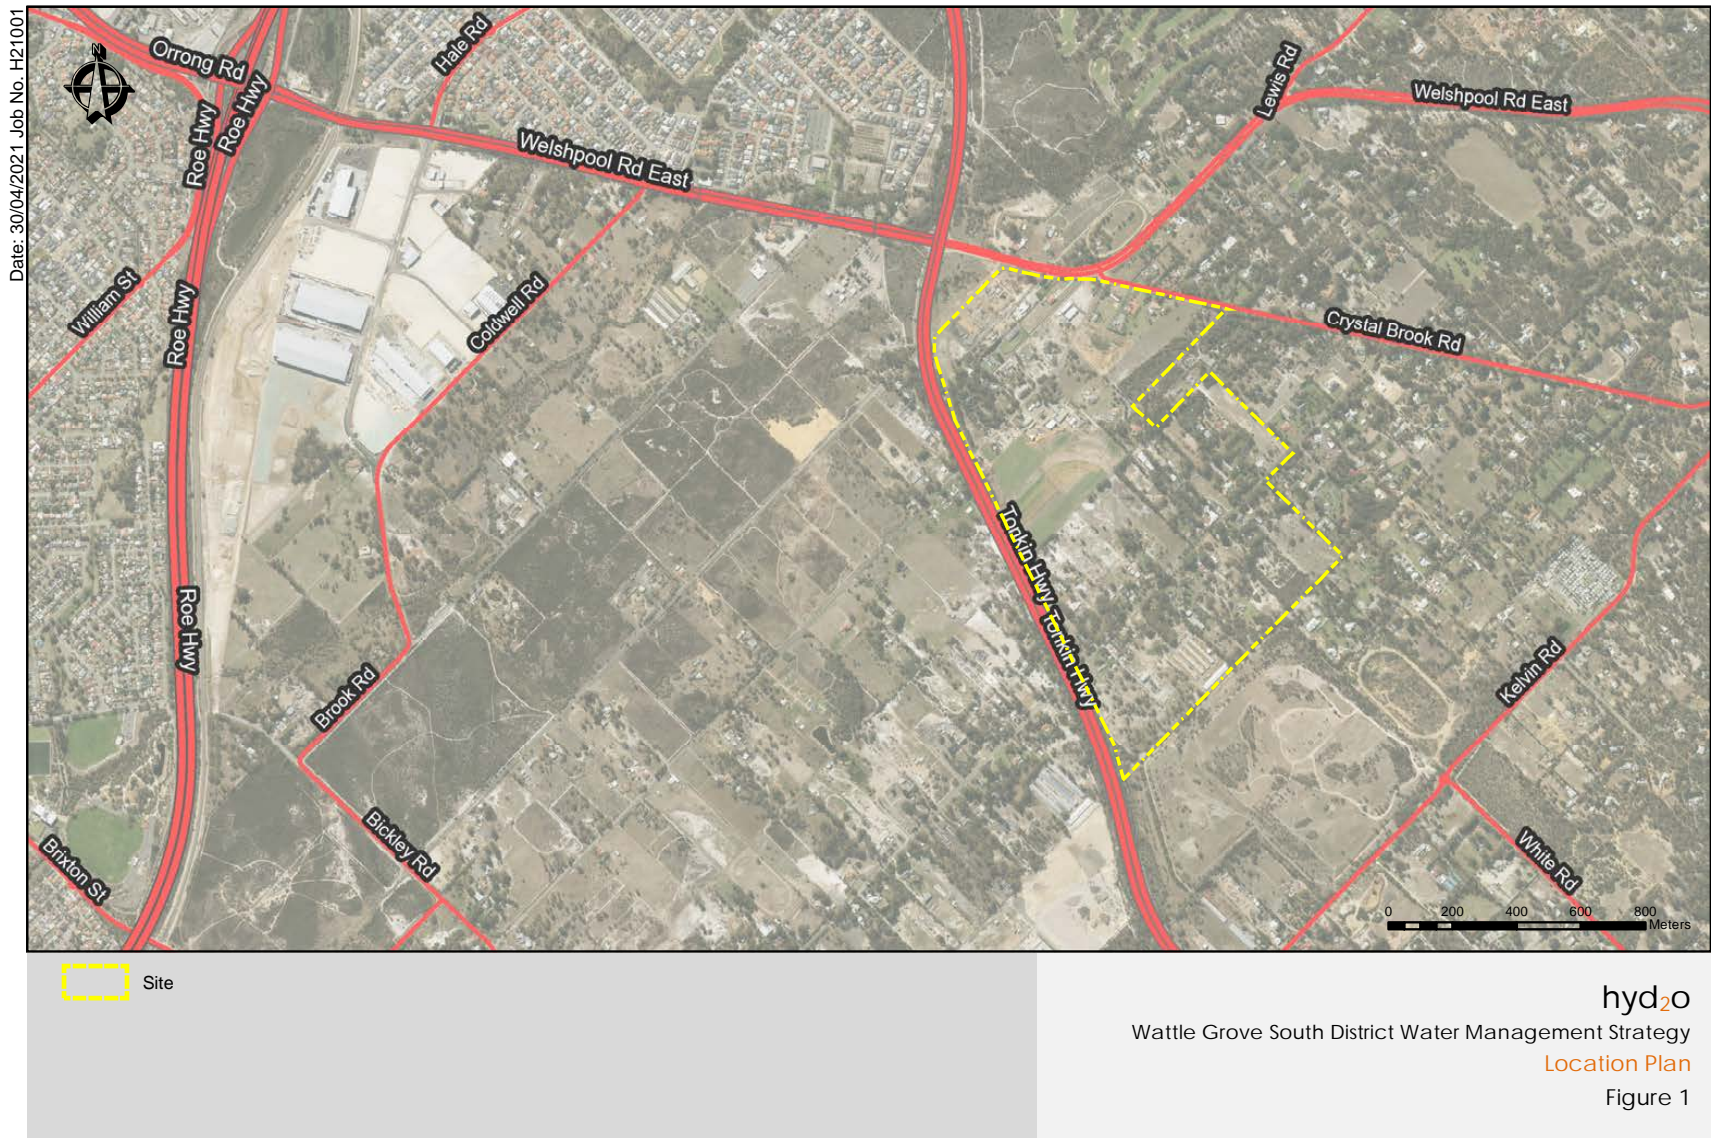 Date: 30/04/2021 Job No. H21001
N
Orrong Rd
Hale Rd
Roe Hwy
Roe Hwy
Lewis Rd
Welshpool Rd East
Welshpool Rd East
William St
Roe Hwy
Coldwell Rd
Crystal Brook Rd
Tonkin Hwy
Tonkin Hwy
Roe Hwy
Brook Rd
Kelvin Rd
Bickley Rd
Brixton St
White Rd
0 200 400 600 800
Meters
Site
hyd2o
Wattle Grove South District Water Management Strategy
Location Plan
Figure 1